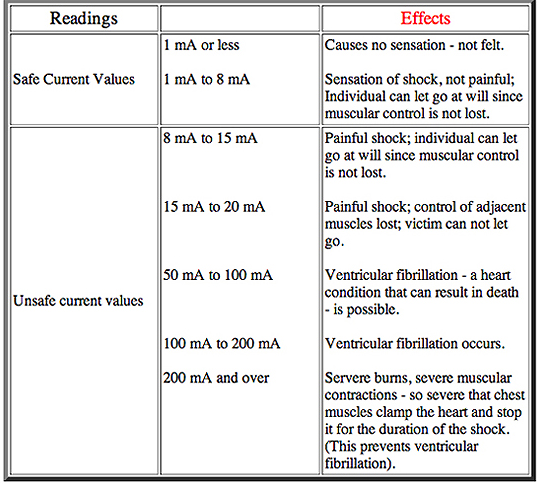 Readings
Effects
Safe Current Values
1 mA or less
Causes no sensation - not felt.
1 mA to 8 mA
Sensation of shock, not painful;
Individual can let go at will since
muscular control is not lost.
Unsafe current values
8 mA to 15 mA
Painful shock; individual can let
go at will since muscular control
is not lost.
15 mA to 20 mA
Painful shock; control of adjacent
muscles lost; victim can not let
go.
50 mA to 100 mA
Ventricular fibrillation - a heart
condition that can result in death
- is possible.
100 mA to 200 mA
Ventricular fibrillation occurs.
200 mA and over
Servere burns, severe muscular
contractions - so severe that chest
muscles clamp the heart and stop
it for the duration of the shock.
(This prevents ventricular
fibrillation).